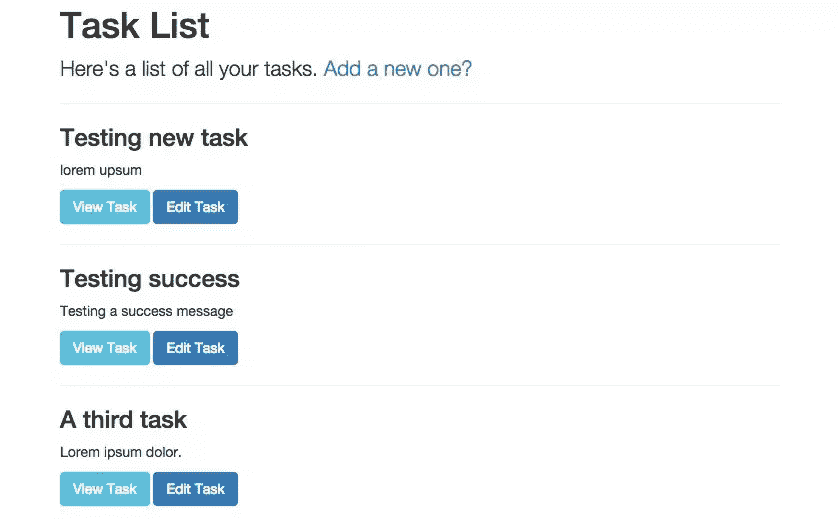 Task List
Here's a list of all your tasks. Add a new one?
Testing new task
lorem upsum
View Task Edit Task
Testing success
Testing a success message
View Task Edit Task
A third task
Lorem ipsum dolor.
View Task Edit Task